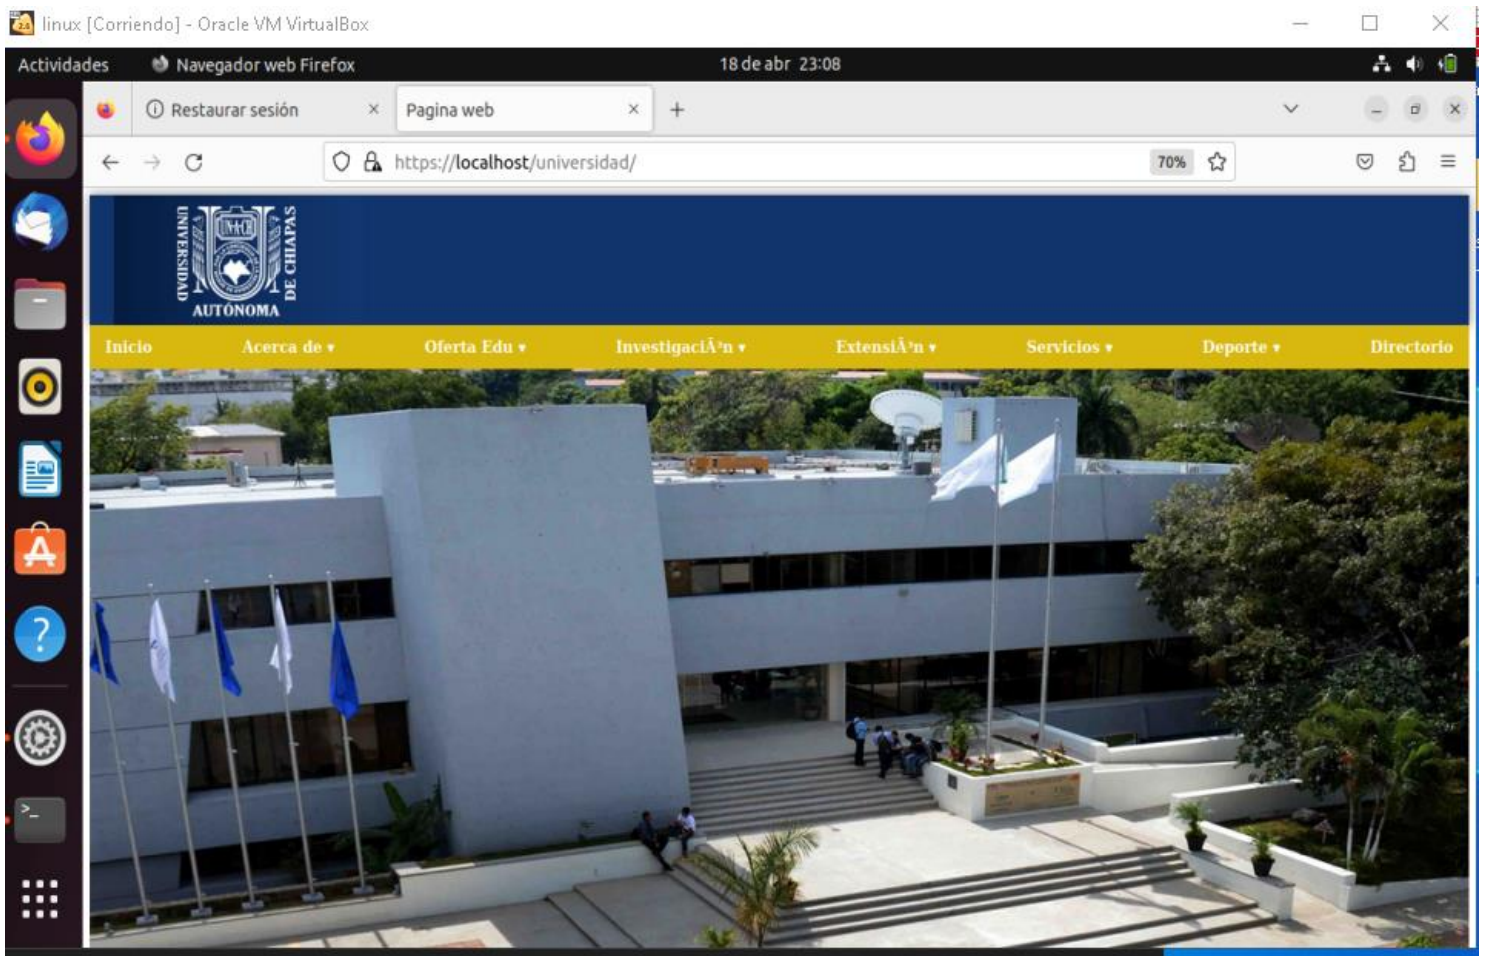 linux [Corriendo] - Oracle VM VirtualBox
Actividades Navegador web Firefox 18 de abr 23:08
Restaurar sesión × Pagina web × +
https://localhost/universidad/ 70%
UNIVERSIDAD
AUTÓNOMA
DE CHIAPAS
UNACH
Inicio Acerca de ▾ Oferta Edu ▾ InvestigaciÃ³n ▾ ExtensiÃ³n ▾ Servicios ▾ Deporte ▾ Directorio